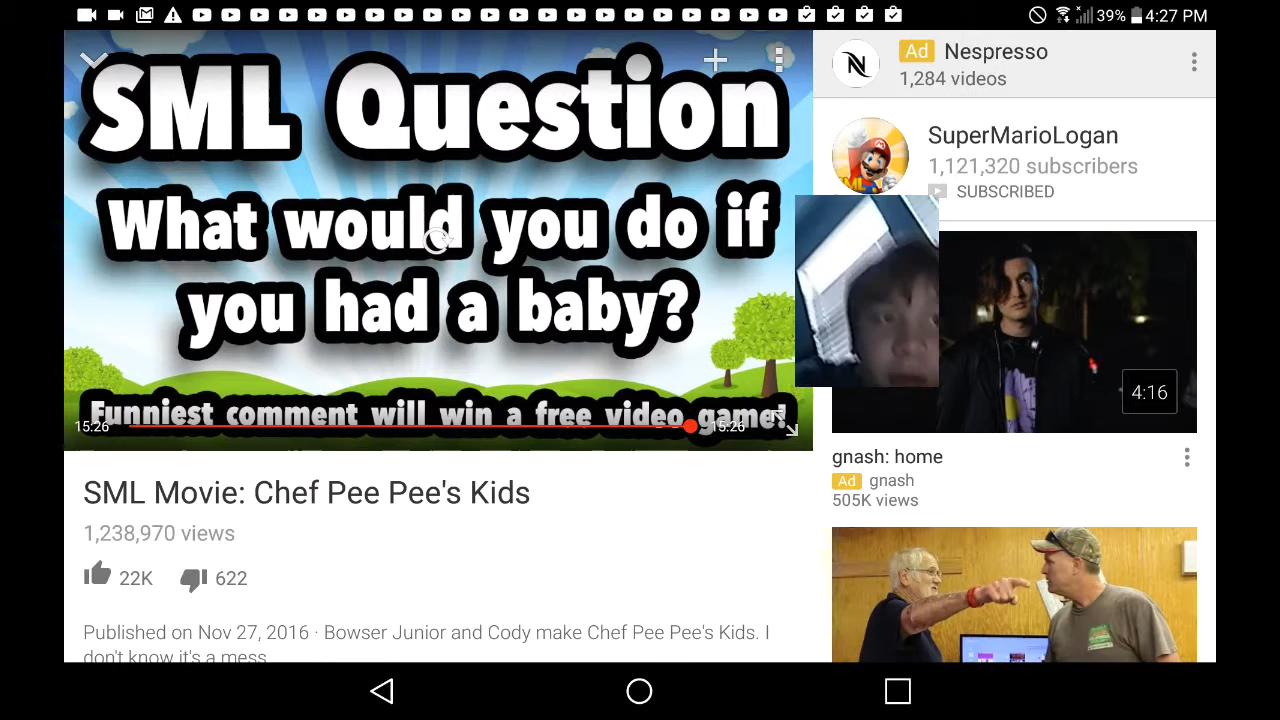 39% 4:27 PM
SML Question
What would you do if
you had a baby?
Funniest comment will win a free video game!
15:26
15:26
SML Movie: Chef Pee Pee's Kids
1,238,970 views
22K
622
Published on Nov 27, 2016 · Bowser Junior and Cody make Chef Pee Pee's Kids. I
don't know it's a mess
Ad Nespresso
1,284 videos
SuperMarioLogan
1,121,320 subscribers
SUBSCRIBED
4:16
gnash: home
Ad gnash
505K views